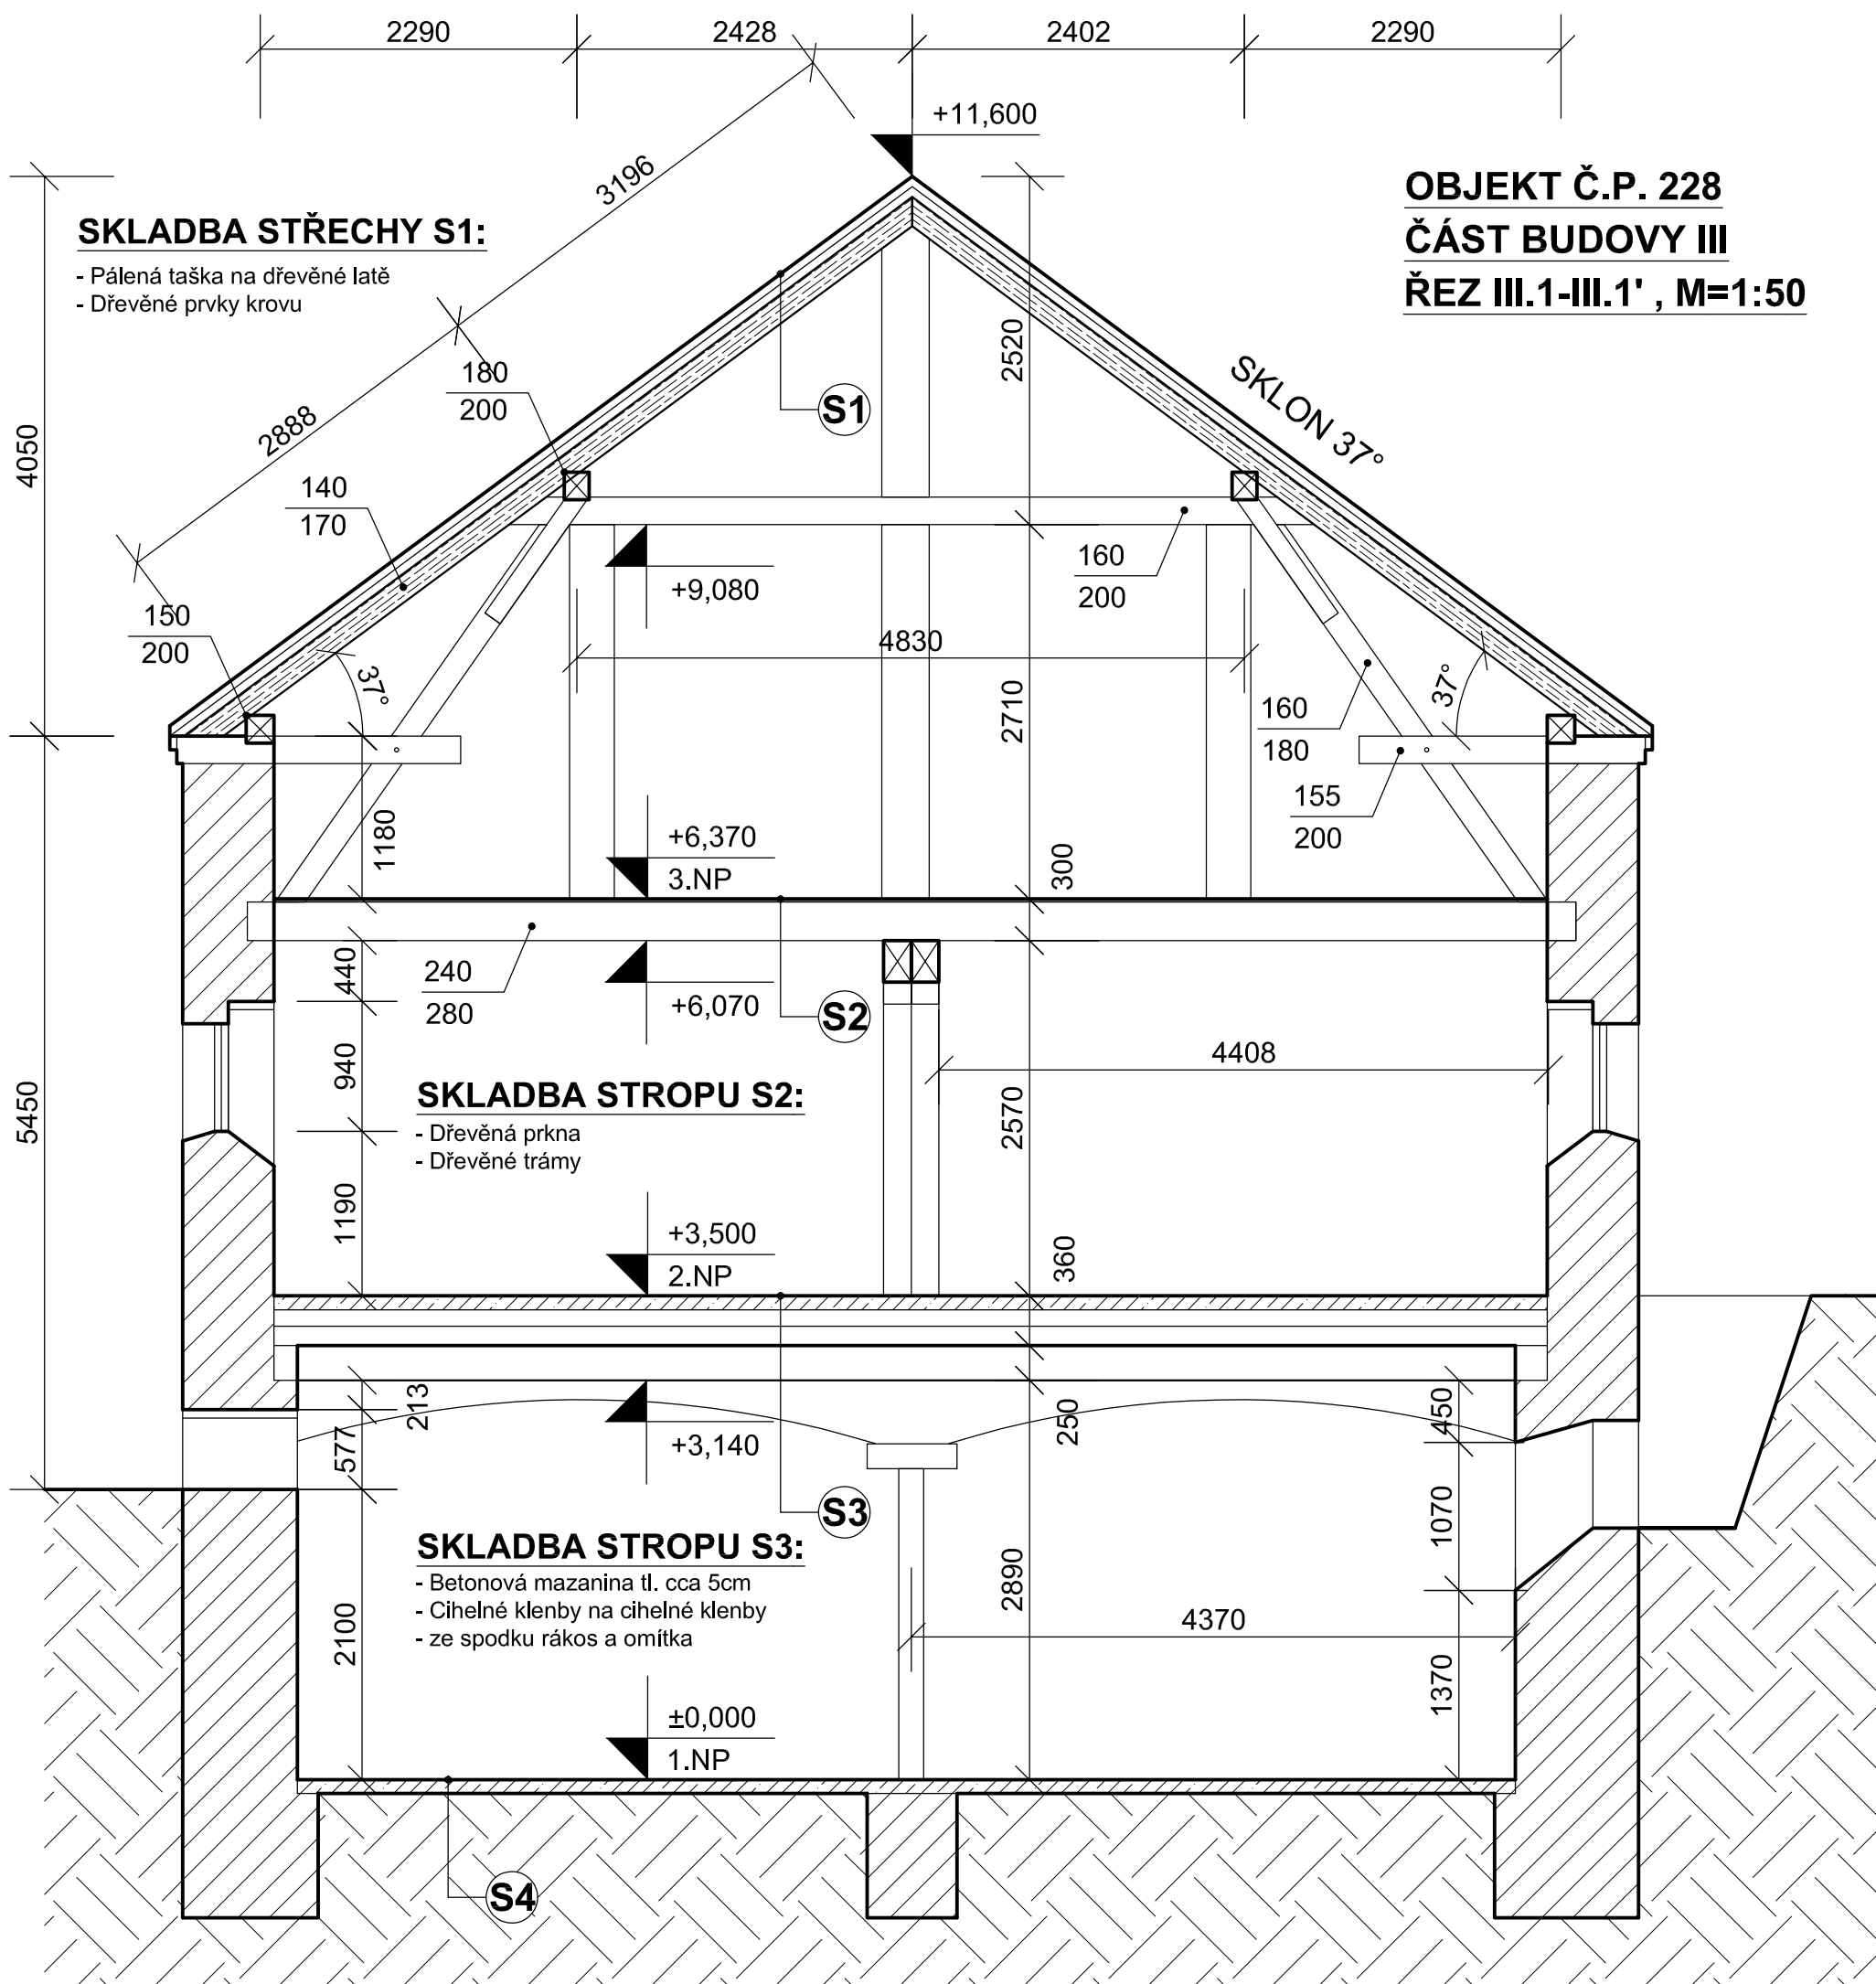 2290 2428 2402 2290
+11,600
3196
OBJEKT Č.P. 228
ČÁST BUDOVY III
ŘEZ III.1-III.1' , M=1:50
SKLADBA STŘECHY S1:
- Pálená taška na dřevěné latě
- Dřevěné prvky krovu
2520
180
200
S1
SKLON 37°
2888
4050
140
170
160
200
+9,080
150
200
4830
37°
37°
2710
160
180
155
200
1180
+6,370
3.NP
300
440
240
280
+6,070
S2
940
4408
5450
SKLADBA STROPU S2:
- Dřevěná prkna
- Dřevěné trámy
2570
1190
+3,500
2.NP
360
213
577
+3,140
250
450
S3
1070
SKLADBA STROPU S3:
- Betonová mazanina tl. cca 5cm
- Cihelné klenby na cihelné klenby
- ze spodku rákos a omítka
2890
2100
4370
1370
±0,000
1.NP
S4